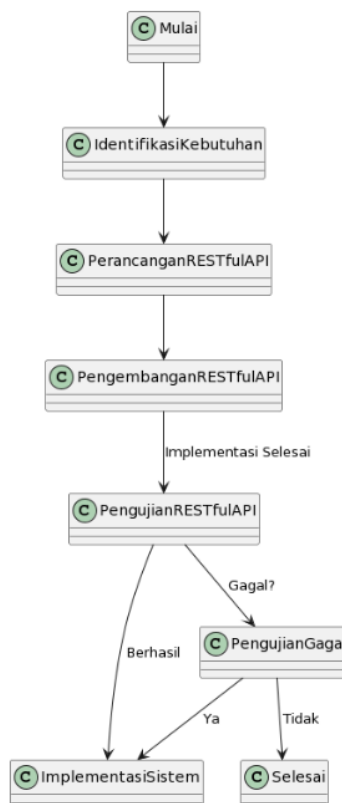 C Mulai
C IdentifikasiKebutuhan
C PerancanganRESTfulAPI
C PengembanganRESTfulAPI
Implementasi Selesai
C PengujianRESTfulAPI
Gagal?
Berhasil
C PengujianGaga
Ya
Tidak
C ImplementasiSistem
C Selesai